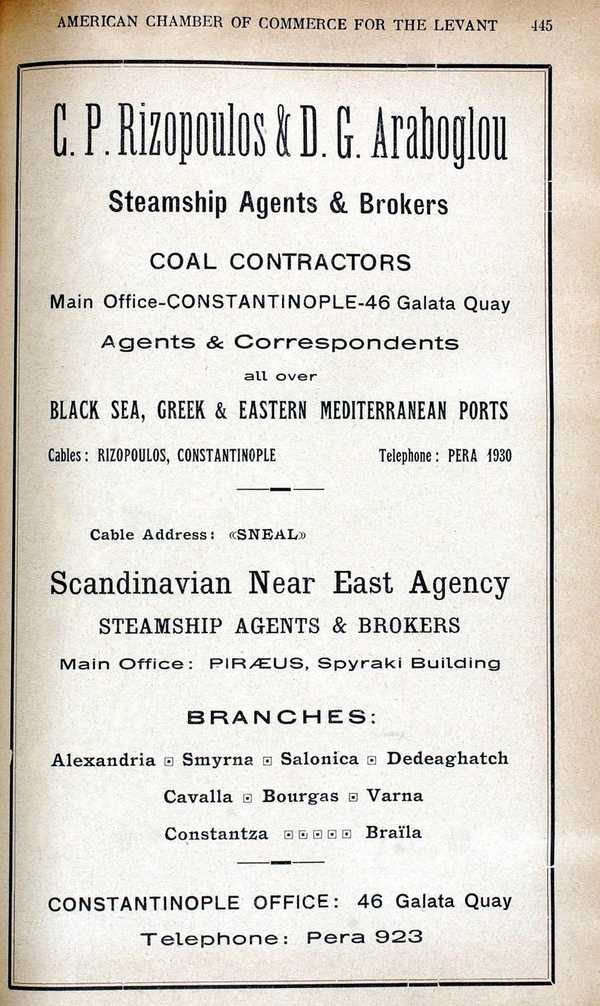 AMERICAN CHAMBER OF COMMERCE FOR THE LEVANT 445
C. P. Rizopoulos & D. G. Araboglou
Steamship Agents & Brokers
COAL CONTRACTORS
Main Office-CONSTANTINOPLE-46 Galata Quay
Agents & Correspondents
all over
BLACK SEA, GREEK & EASTERN MEDITERRANEAN PORTS
Cables: RIZOPOULOS, CONSTANTINOPLE Telephone: PERA 1930
Cable Address: «SNEAL»
Scandinavian Near East Agency
STEAMSHIP AGENTS & BROKERS
Main Office: PIRÆUS, Spyraki Building
BRANCHES:
Alexandria ⊡ Smyrna ⊡ Salonica ⊡ Dedeaghatch
Cavalla ⊡ Bourgas ⊡ Varna
Constantza ⊡⊡⊡⊡⊡ Braïla
CONSTANTINOPLE OFFICE: 46 Galata Quay
Telephone: Pera 923